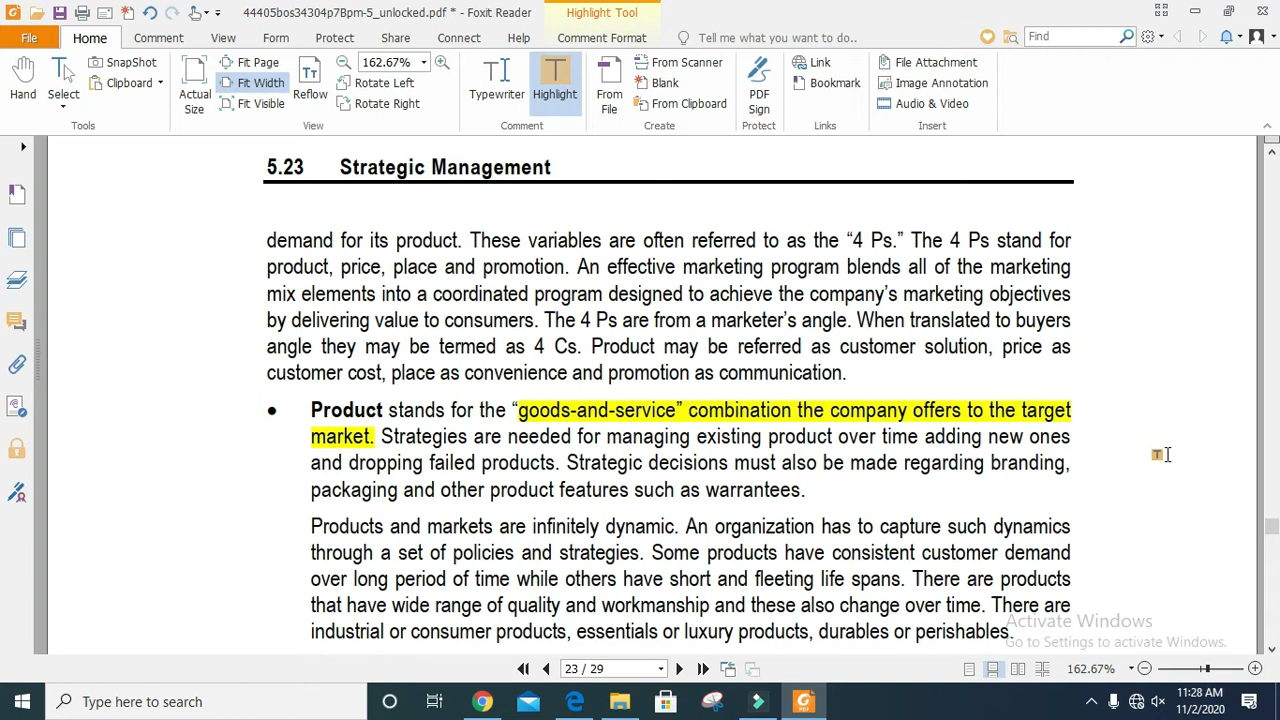 44405bos34304p7Bpm-5_unlocked.pdf * - Foxit Reader
Highlight Tool
File Home Comment View Form Protect Share Connect Help Comment Format Tell me what you want to do.. Find
Hand Select SnapShot Clipboard Actual Size Fit Page Fit Width Fit Visible Reflow 162.67% Rotate Left Rotate Right Typewriter Highlight From File From Scanner Blank From Clipboard PDF Sign Link Bookmark File Attachment Image Annotation Audio & Video
Tools View Comment Create Protect Links Insert
5.23 Strategic Management
demand for its product. These variables are often referred to as the “4 Ps.” The 4 Ps stand for
product, price, place and promotion. An effective marketing program blends all of the marketing
mix elements into a coordinated program designed to achieve the company’s marketing objectives
by delivering value to consumers. The 4 Ps are from a marketer’s angle. When translated to buyers
angle they may be termed as 4 Cs. Product may be referred as customer solution, price as
customer cost, place as convenience and promotion as communication.
• Product stands for the “goods-and-service” combination the company offers to the target
market. Strategies are needed for managing existing product over time adding new ones
and dropping failed products. Strategic decisions must also be made regarding branding,
packaging and other product features such as warrantees.
Products and markets are infinitely dynamic. An organization has to capture such dynamics
through a set of policies and strategies. Some products have consistent customer demand
over long period of time while others have short and fleeting life spans. There are products
that have wide range of quality and workmanship and these also change over time. There are
industrial or consumer products, essentials or luxury products, durables or perishables.
Activate Windows
Go to Settings to activate Windows.
23 / 29 162.67%
Type here to search
11:28 AM
11/2/2020